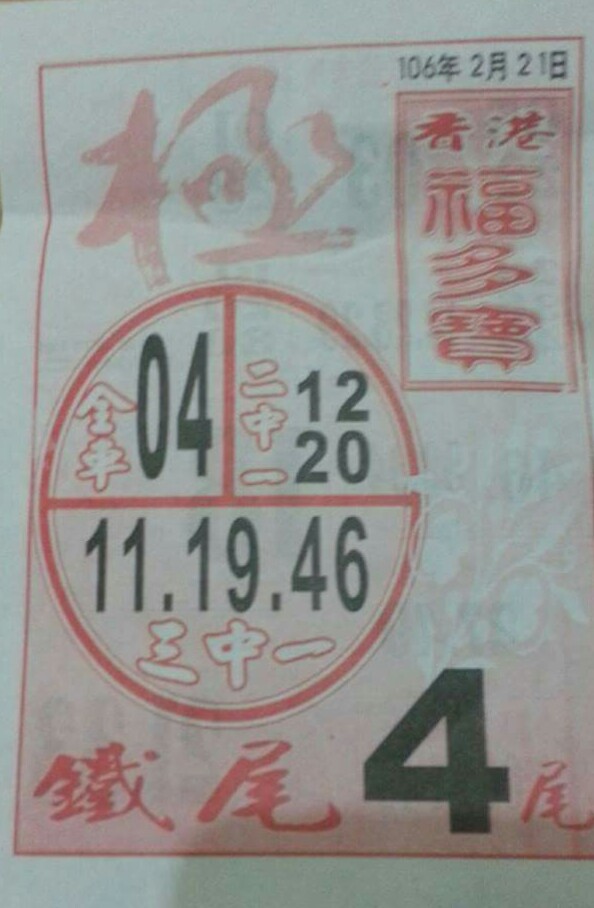 106年2月21日
極
香港
福多寶
全車
04
二中一
12
20
11.19.46
三中一
鐵尾4尾